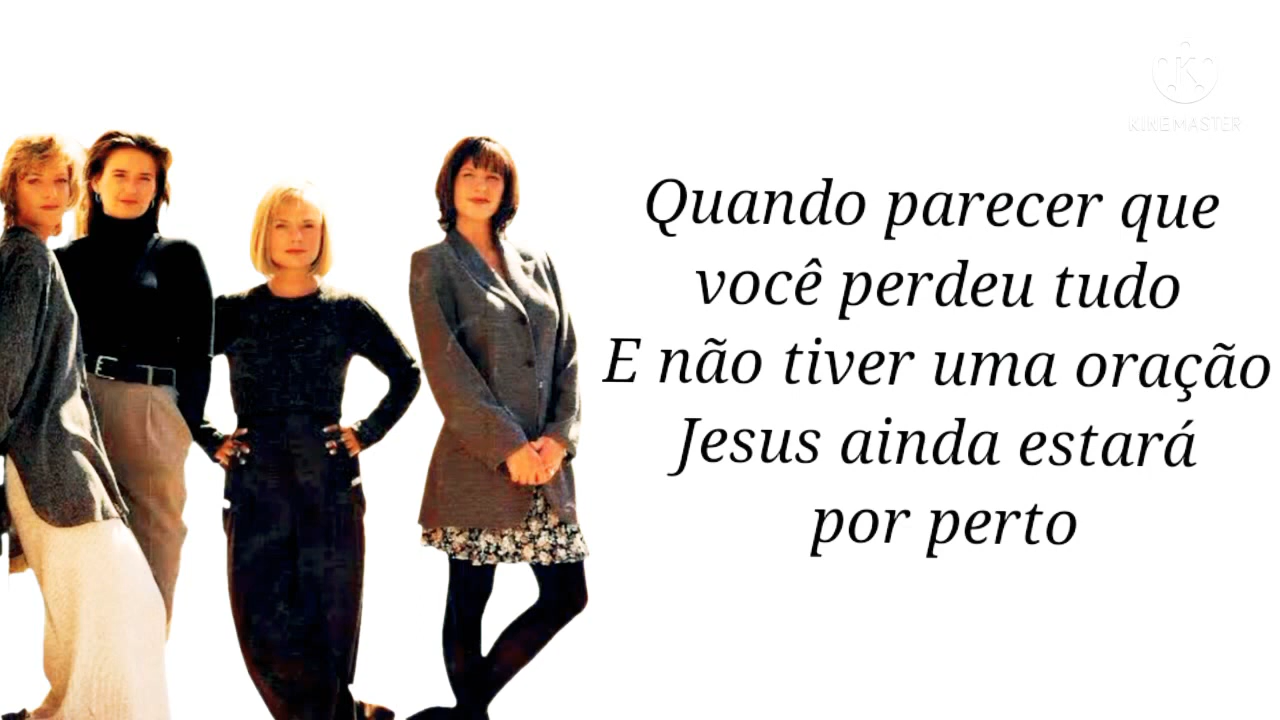 KINEMASTER
Quando parecer que
você perdeu tudo
E não tiver uma oração
Jesus ainda estará
por perto